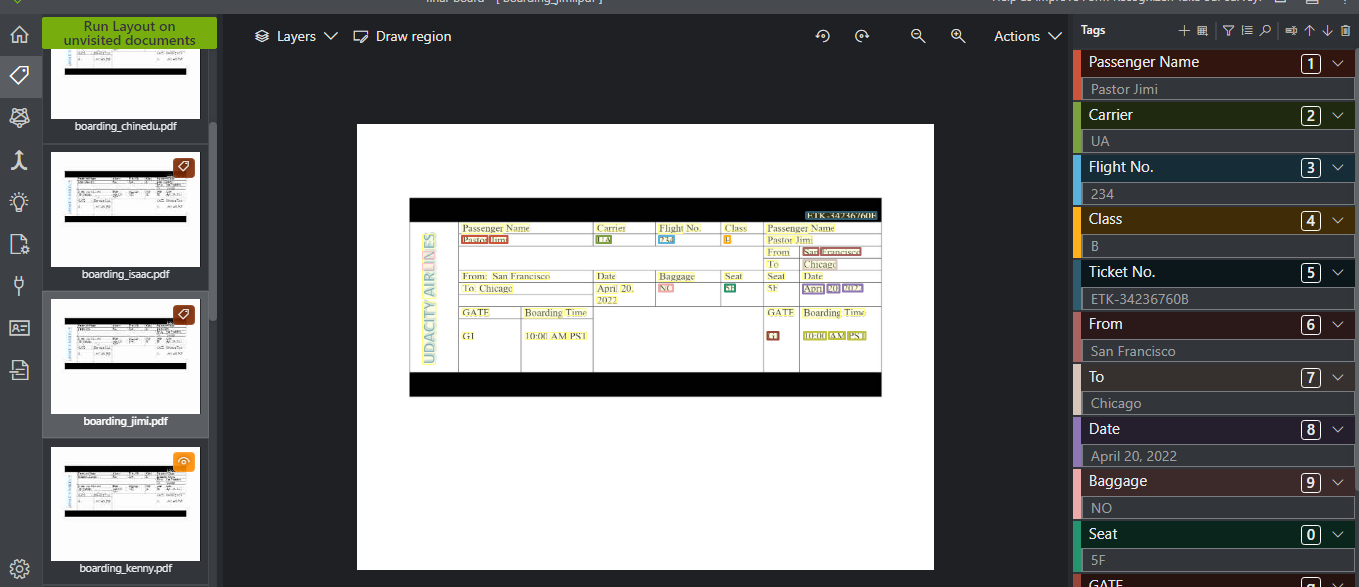 Run Layout on
unvisited documents
boarding_chinedu.pdf
boarding_isaac.pdf
boarding_jimi.pdf
boarding_kenny.pdf
Layers
Draw region
Actions
ETK-34236760B
UDACITY AIRLINES
Passenger Name
Carrier
Flight No.
Class
Passenger Name
Pastor Jimi
UA
234
B
Pastor Jimi
From
San Francisco
To
Chicago
From: San Francisco
Date
Baggage
Seat
Seat
Date
To: Chicago
April 20,
2022
NO
5F
5F
April 20, 2022
GATE
Boarding Time
GATE
Boarding Time
G1
10:00 AM PST
G1
10:00 AM PST
Tags
Passenger Name
1
Pastor Jimi
Carrier
2
UA
Flight No.
3
234
Class
4
B
Ticket No.
5
ETK-34236760B
From
6
San Francisco
To
7
Chicago
Date
8
April 20, 2022
Baggage
9
NO
Seat
0
5F
GATE